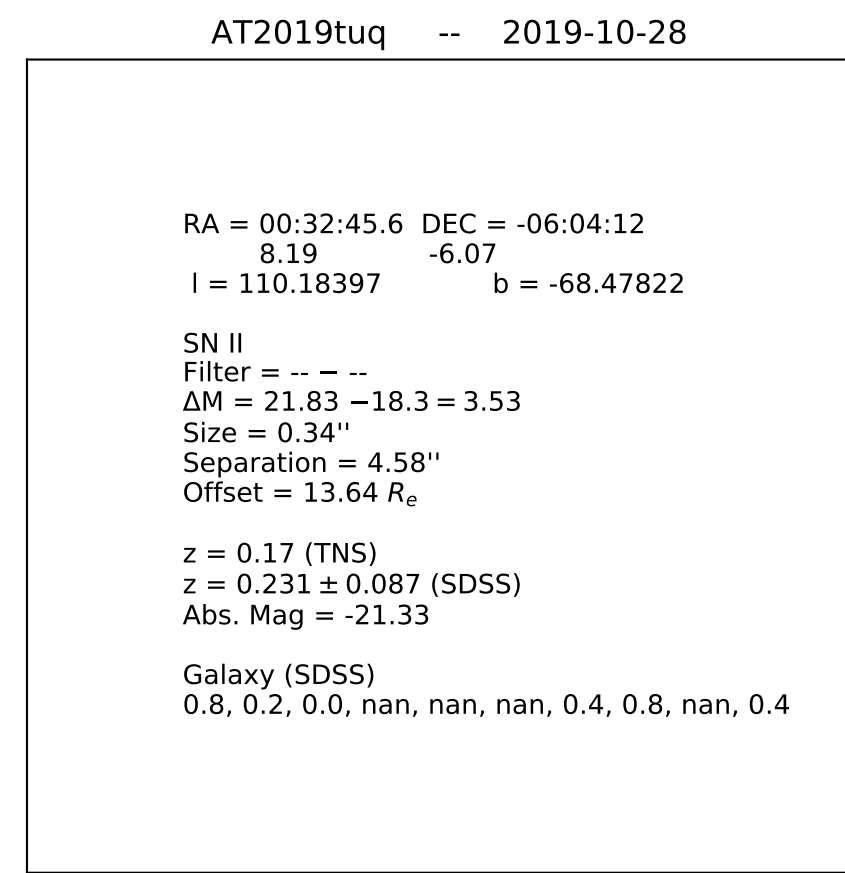 AT2019tuq -- 2019-10-28
RA = 00:32:45.6 DEC = -06:04:12
8.19 -6.07
l = 110.18397 b = -68.47822
SN II
Filter = -- − --
ΔM = 21.83 −18.3 = 3.53
Size = 0.34''
Separation = 4.58''
Offset = 13.64 Rₑ
z = 0.17 (TNS)
z = 0.231 ± 0.087 (SDSS)
Abs. Mag = -21.33
Galaxy (SDSS)
0.8, 0.2, 0.0, nan, nan, nan, 0.4, 0.8, nan, 0.4